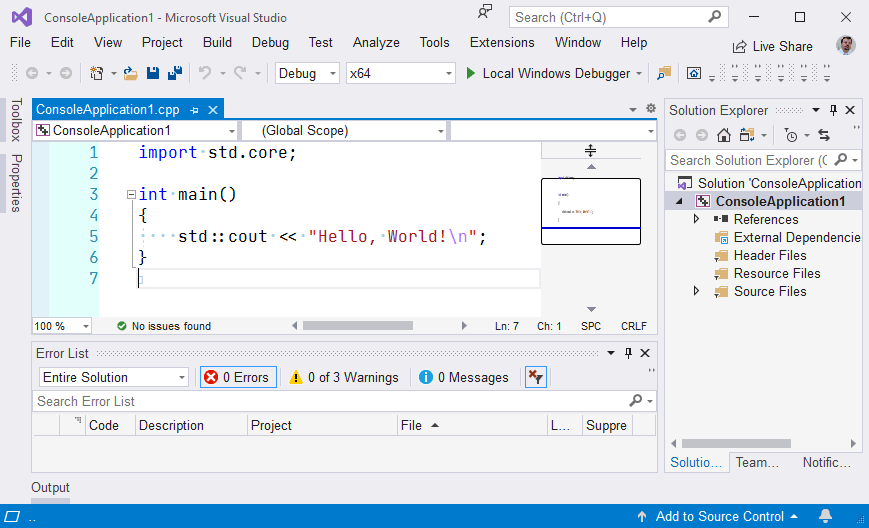 ConsoleApplication1 - Microsoft Visual Studio
Search (Ctrl+Q)
File Edit View Project Build Debug Test Analyze Tools Extensions Window Help
Live Share
Debug x64 Local Windows Debugger
Toolbox
Properties
ConsoleApplication1.cpp
ConsoleApplication1 (Global Scope)
1 import std.core;
2
3 int main()
4 {
5 std::cout << "Hello, World!\n";
6 }
7
100 % No issues found Ln: 7 Ch: 1 SPC CRLF
Solution Explorer
Search Solution Explorer (C
Solution 'ConsoleApplication
ConsoleApplication1
References
External Dependencie
Header Files
Resource Files
Source Files
Solutio... Team... Notific...
Error List
Entire Solution 0 Errors 0 of 3 Warnings 0 Messages
Search Error List
Code Description Project File L... Suppre
Output
.. Add to Source Control